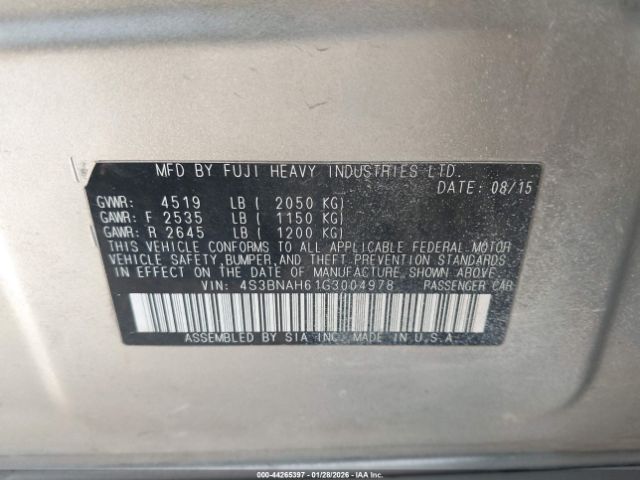 MFD BY FUJI HEAVY INDUSTRIES LTD.
DATE: 08/15
GVWR: 4519 LB ( 2050 KG)
GAWR: F 2535 LB ( 1150 KG)
GAWR: R 2645 LB ( 1200 KG)
THIS VEHICLE CONFORMS TO ALL APPLICABLE FEDERAL MOTOR
VEHICLE SAFETY, BUMPER, AND THEFT PREVENTION STANDARDS
IN EFFECT ON THE DATE OF MANUFACTURE SHOWN ABOVE.
VIN: 4S3BNAH61G3004978 PASSENGER CAR
ASSEMBLED BY SIA INC. MADE IN U.S.A.
000-44265397 | 01/28/2026 - IAA Inc.